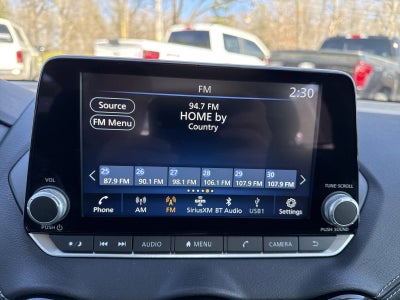 FM
2:30
Source
94.7 FM
HOME by
FM Menu
Country
25 26 27 28 29 30
87.9 FM 90.1 FM 98.1 FM 106.1 FM 107.9 FM 107.9 FM
VOL
TUNE·SCROLL
Phone AM FM SiriusXM BT Audio USB1 Settings
PUSH
PUSH SOUND
AUDIO MENU CAMERA